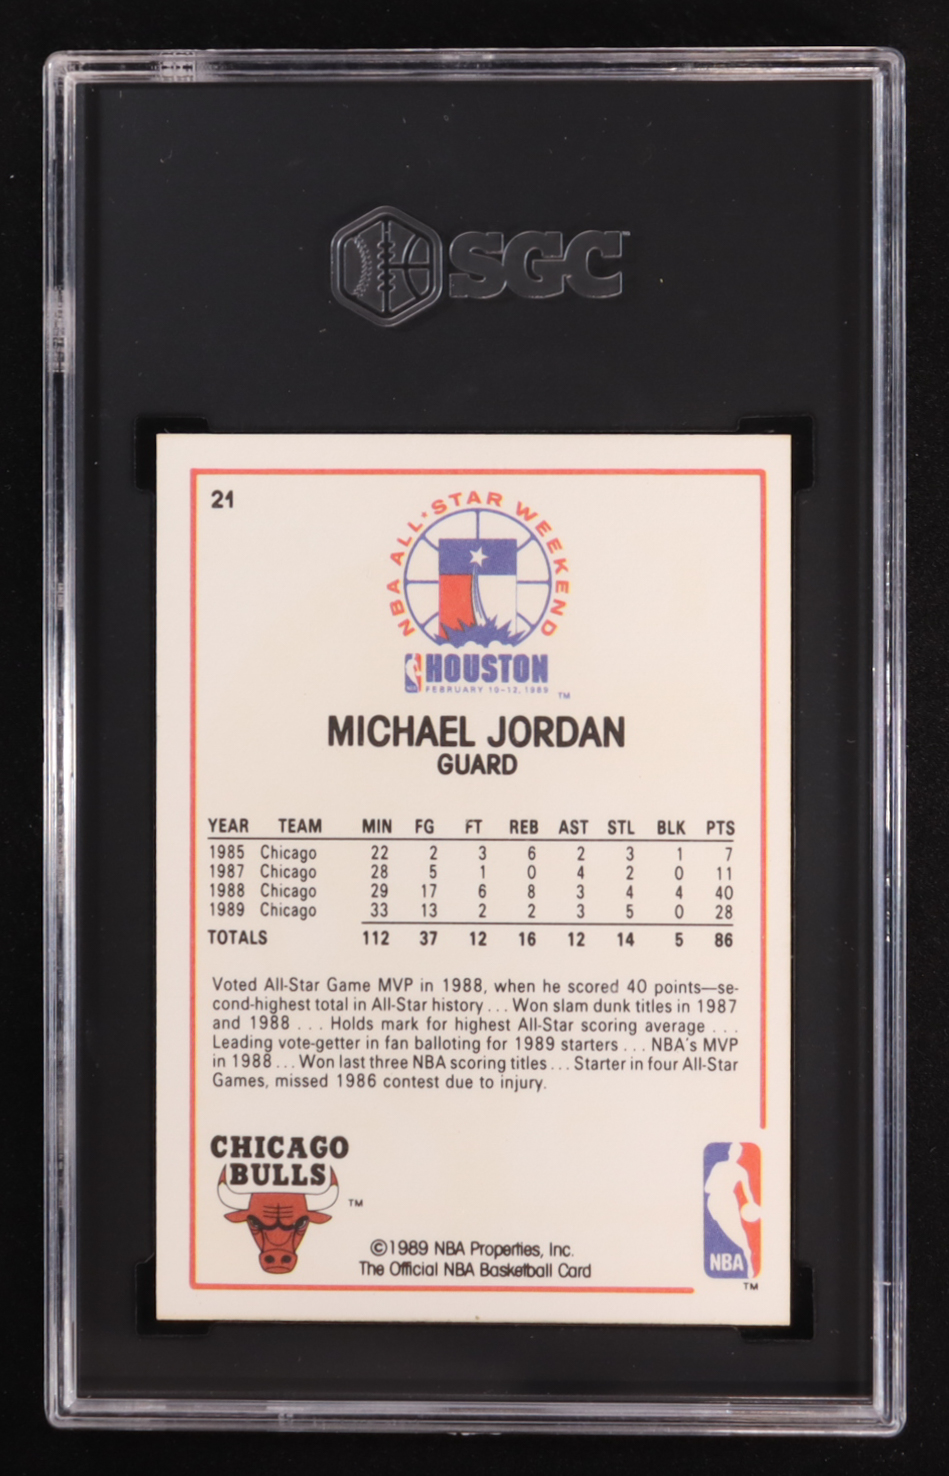 SGC
21
NBA ALL·STAR WEEKEND
HOUSTON
FEBRUARY 10-12, 1989
TM
MICHAEL JORDAN
GUARD
YEAR TEAM MIN FG FT REB AST STL BLK PTS
1985 Chicago 22 2 3 6 2 3 1 7
1987 Chicago 28 5 1 0 4 2 0 11
1988 Chicago 29 17 6 8 3 4 4 40
1989 Chicago 33 13 2 2 3 5 0 28
TOTALS 112 37 12 16 12 14 5 86
Voted All-Star Game MVP in 1988, when he scored 40 points—se-
cond-highest total in All-Star history . . . Won slam dunk titles in 1987
and 1988 . . . Holds mark for highest All-Star scoring average . . .
Leading vote-getter in fan balloting for 1989 starters . . . NBA's MVP
in 1988 . . . Won last three NBA scoring titles . . . Starter in four All-Star
Games, missed 1986 contest due to injury.
CHICAGO
BULLS
TM
©1989 NBA Properties, Inc.
The Official NBA Basketball Card
NBA
TM